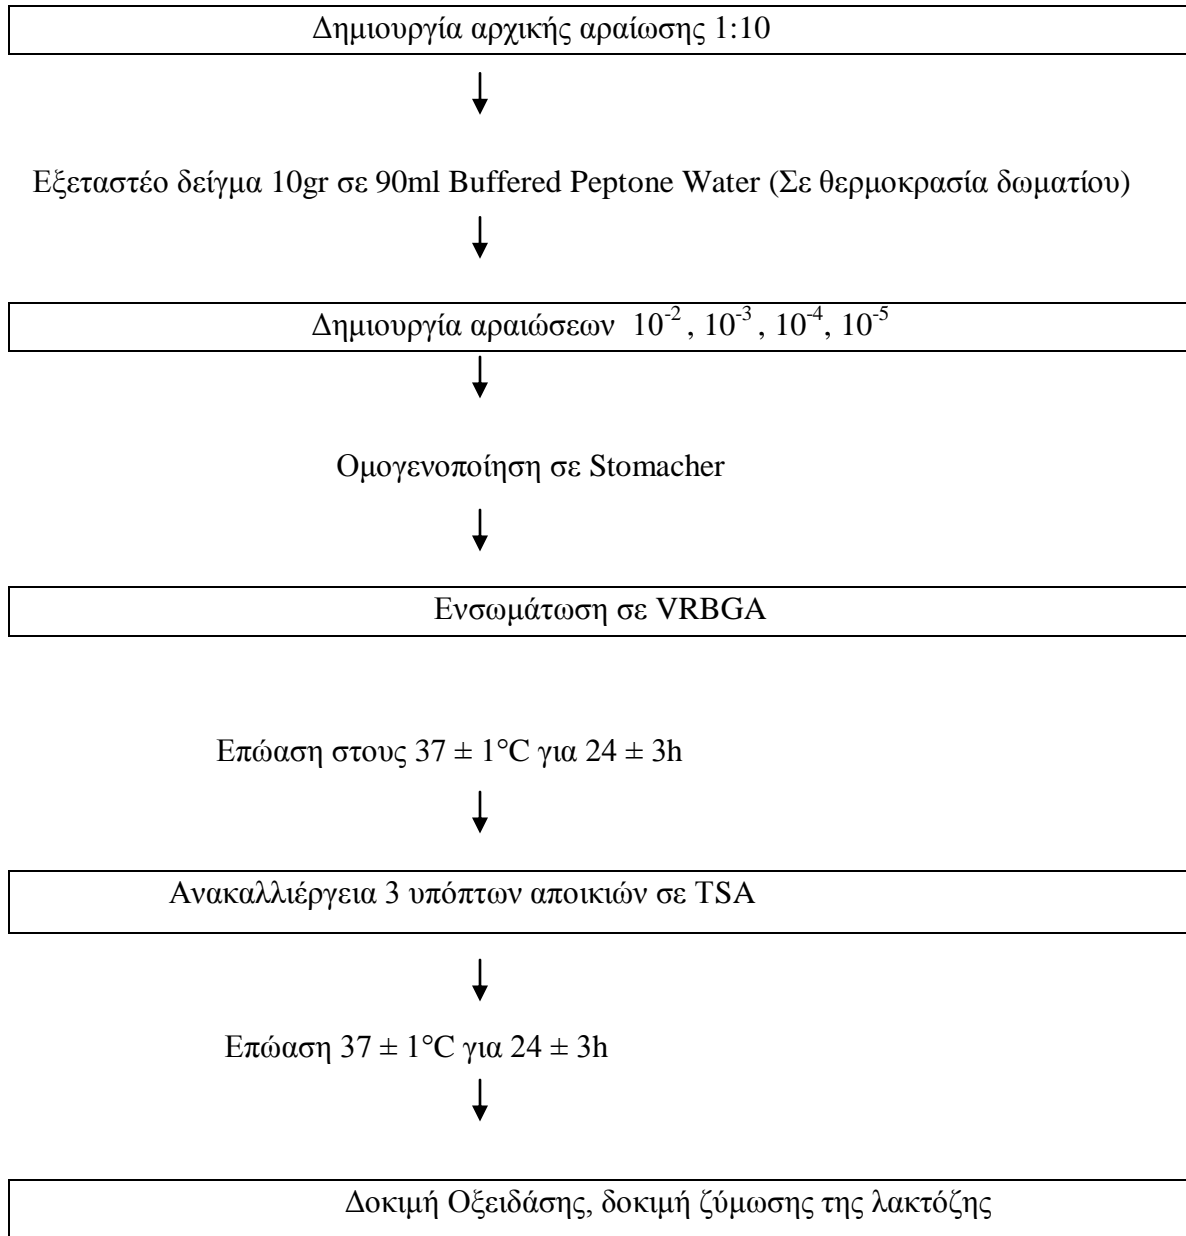 Δημιουργία αρχικής αραίωσης 1:10
Εξεταστέο δείγμα 10gr σε 90ml Buffered Peptone Water (Σε θερμοκρασία δωματίου)
Δημιουργία αραιώσεων 10⁻² , 10⁻³ , 10⁻⁴, 10⁻⁵
Ομογενοποίηση σε Stomacher
Ενσωμάτωση σε VRBGA
Επώαση στους 37 ± 1°C για 24 ± 3h
Ανακαλλιέργεια 3 υπόπτων αποικιών σε TSA
Επώαση 37 ± 1°C για 24 ± 3h
Δοκιμή Οξειδάσης, δοκιμή ζύμωσης της λακτόζης